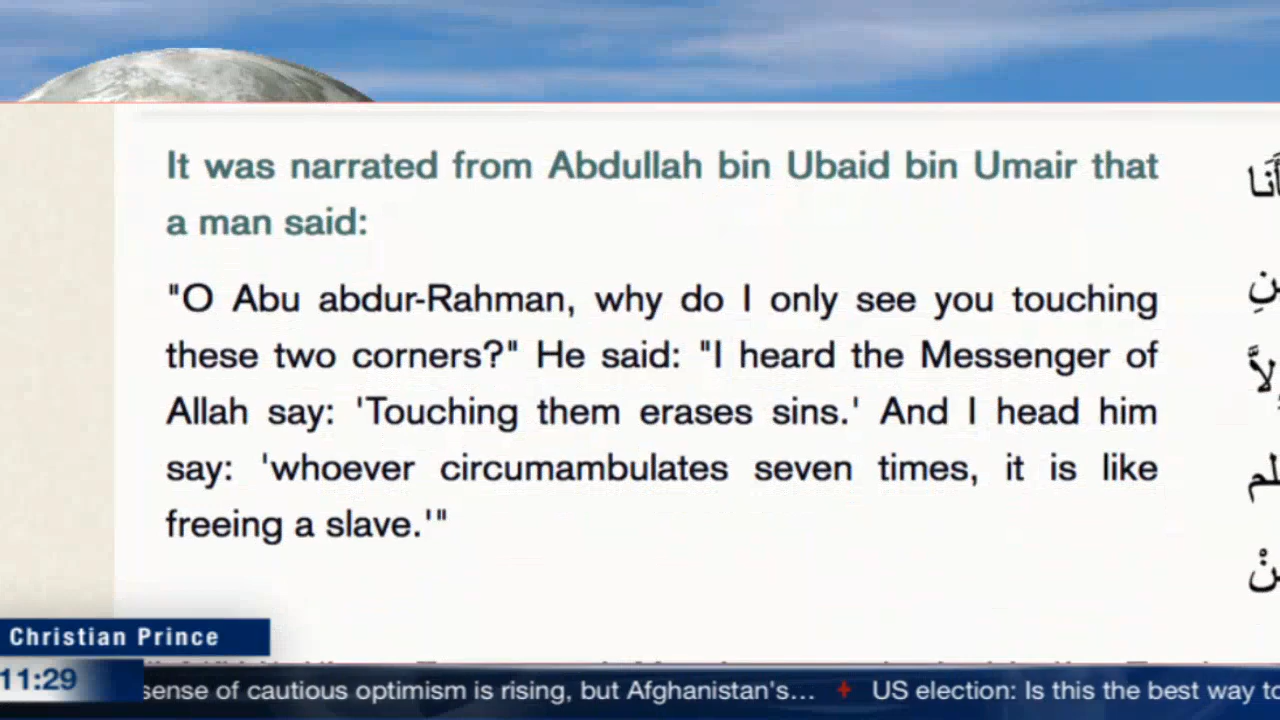 It was narrated from Abdullah bin Ubaid bin Umair that
a man said:
"O Abu abdur-Rahman, why do I only see you touching
these two corners?" He said: "I heard the Messenger of
Allah say: 'Touching them erases sins.' And I head him
say: 'whoever circumambulates seven times, it is like
freeing a slave.'"
Christian Prince
11:29
sense of cautious optimism is rising, but Afghanistan's... + US election: Is this the best way to